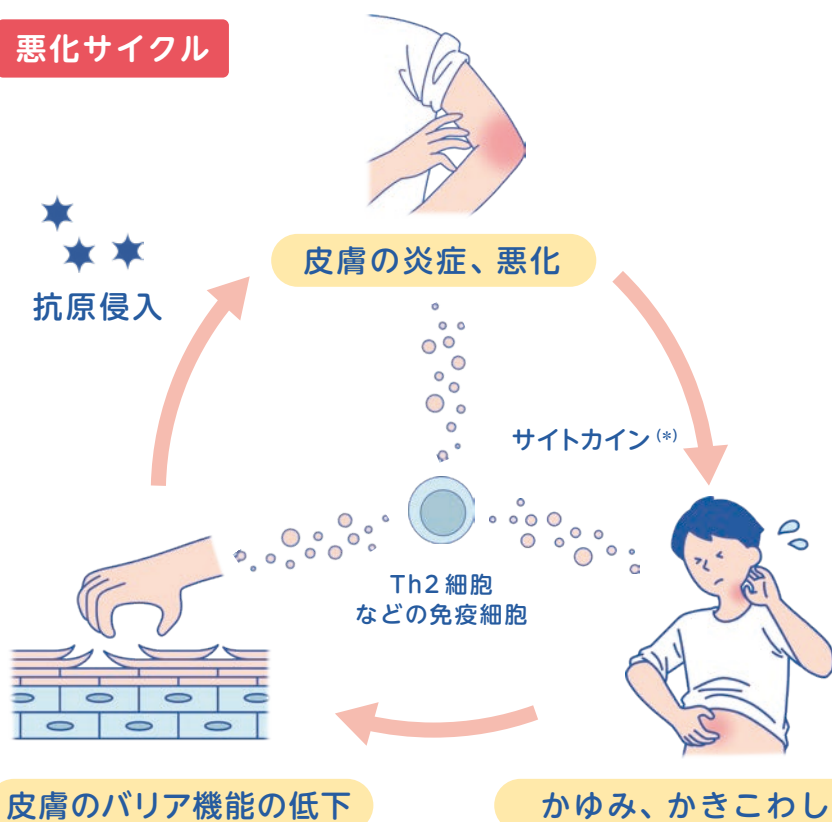 悪化サイクル
皮膚の炎症、悪化
抗原侵入
サイトカイン(*)
Th2細胞
などの免疫細胞
皮膚のバリア機能の低下
かゆみ、かきこわし